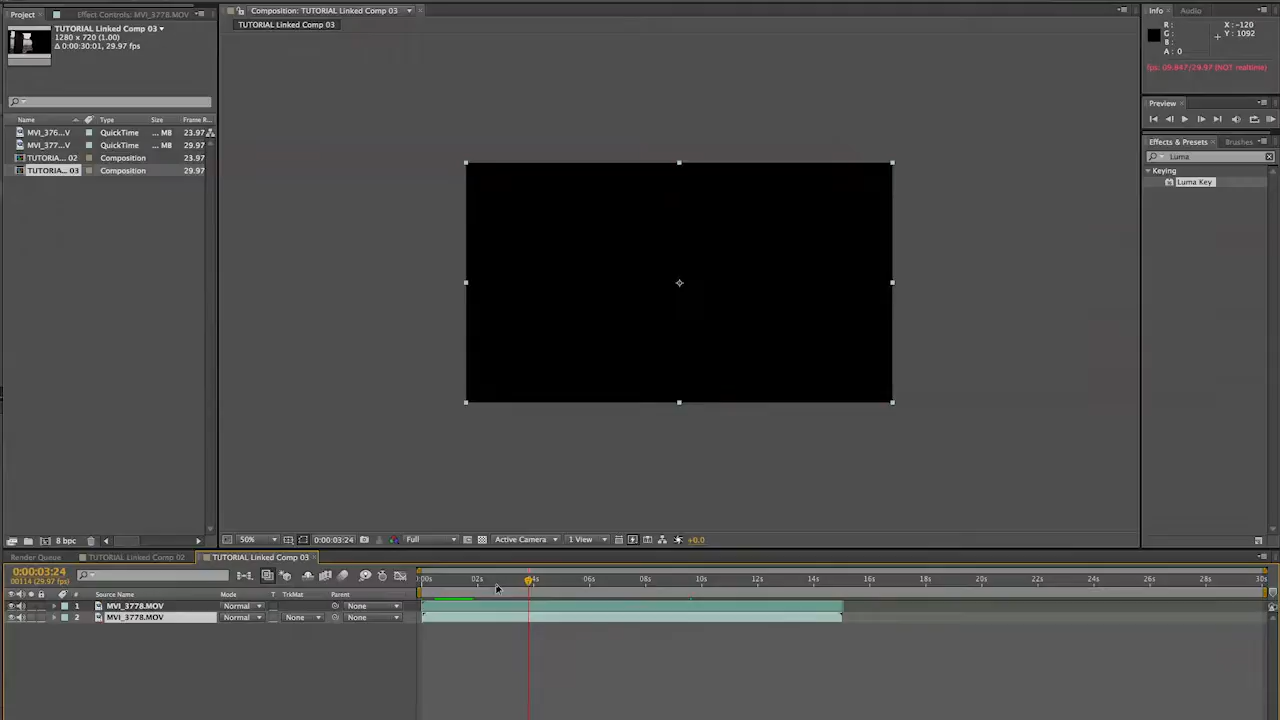 Project
Effect Controls: MVI_3778.MOV
Composition: TUTORIAL Linked Comp 03
Info
Audio
TUTORIAL Linked Comp 03
1280 x 720 (1.00)
Δ 0:00:30:01, 29.97 fps
TUTORIAL Linked Comp 03
R :
G :
B :
A : 0
X : -120
Y : 1092
fps: 09.847/29.97 (NOT realtime)
Preview
Effects & Presets
Brushes
Luma
Keying
Luma Key
Name
Type
Size
Frame R...
MVI_376...V
QuickTime
... MB
23.97
MVI_377...V
QuickTime
... MB
29.97
TUTORIA... 02
Composition
23.97
TUTORIA... 03
Composition
29.97
8 bpc
50%
0:00:03:24
Full
Active Camera
1 View
+0.0
Render Queue
TUTORIAL Linked Comp 02
TUTORIAL Linked Comp 03
0:00:03:24
00114 (29.97 fps)
02s
06s
08s
10s
12s
14s
16s
18s
20s
22s
24s
26s
28s
30s
#
Source Name
Mode
T
TrkMat
Parent
1
MVI_3778.MOV
Normal
None
2
MVI_3778.MOV
Normal
None
None